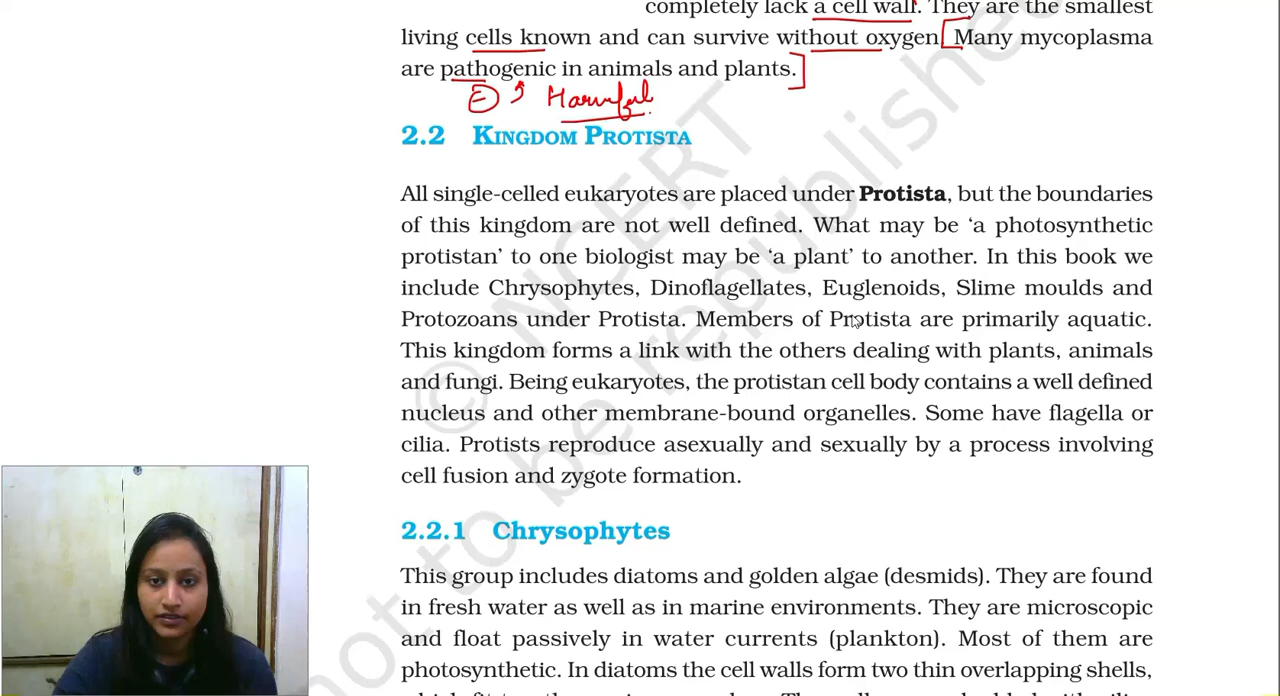 completely lack a cell wall. They are the smallest
living cells known and can survive without oxygen. Many mycoplasma
are pathogenic in animals and plants.
Harmful
2.2 KINGDOM PROTISTA
All single-celled eukaryotes are placed under Protista, but the boundaries
of this kingdom are not well defined. What may be ‘a photosynthetic
protistan’ to one biologist may be ‘a plant’ to another. In this book we
include Chrysophytes, Dinoflagellates, Euglenoids, Slime moulds and
Protozoans under Protista. Members of Protista are primarily aquatic.
This kingdom forms a link with the others dealing with plants, animals
and fungi. Being eukaryotes, the protistan cell body contains a well defined
nucleus and other membrane-bound organelles. Some have flagella or
cilia. Protists reproduce asexually and sexually by a process involving
cell fusion and zygote formation.
2.2.1 Chrysophytes
This group includes diatoms and golden algae (desmids). They are found
in fresh water as well as in marine environments. They are microscopic
and float passively in water currents (plankton). Most of them are
photosynthetic. In diatoms the cell walls form two thin overlapping shells,
© NCERT
not to be republished